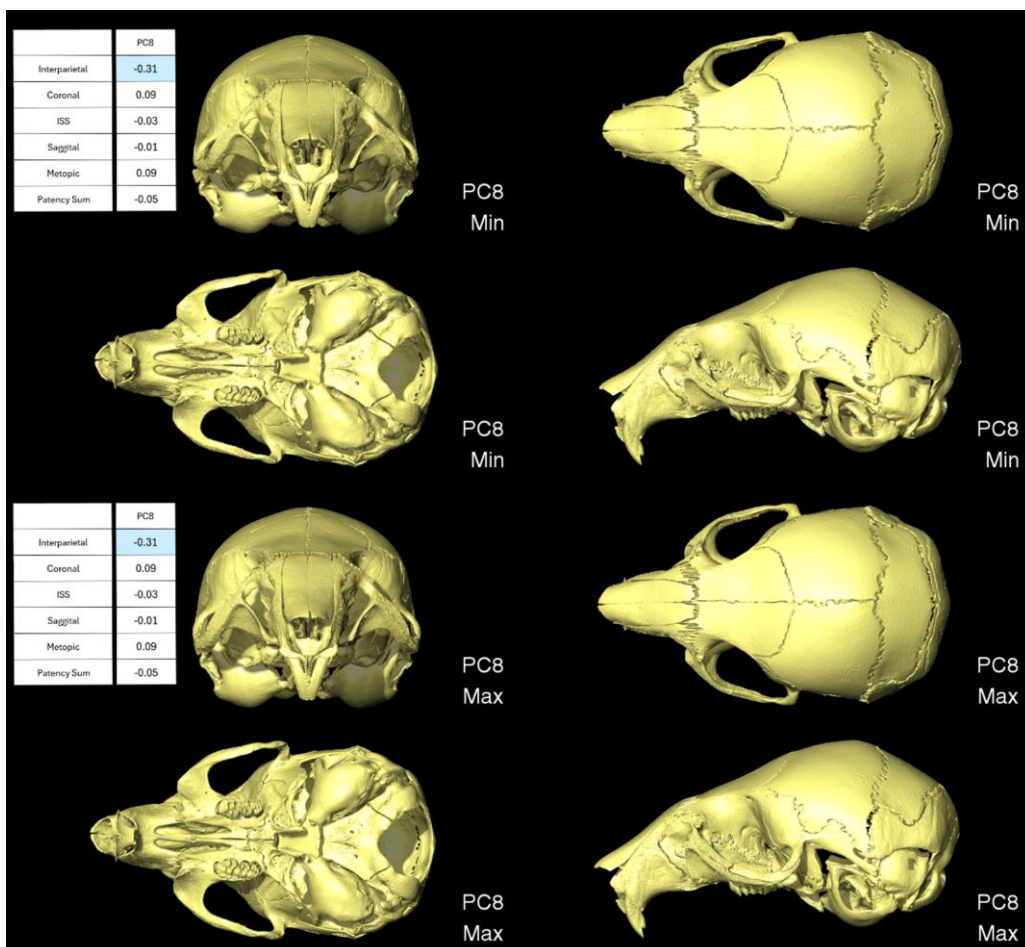 PC8
Interparietal -0.31
Coronal 0.09
ISS -0.03
Saggital -0.01
Metopic 0.09
Patency Sum -0.05
PC8
Min
PC8
Min
PC8
Min
PC8
Min
PC8
Interparietal -0.31
Coronal 0.09
ISS -0.03
Saggital -0.01
Metopic 0.09
Patency Sum -0.05
PC8
Max
PC8
Max
PC8
Max
PC8
Max